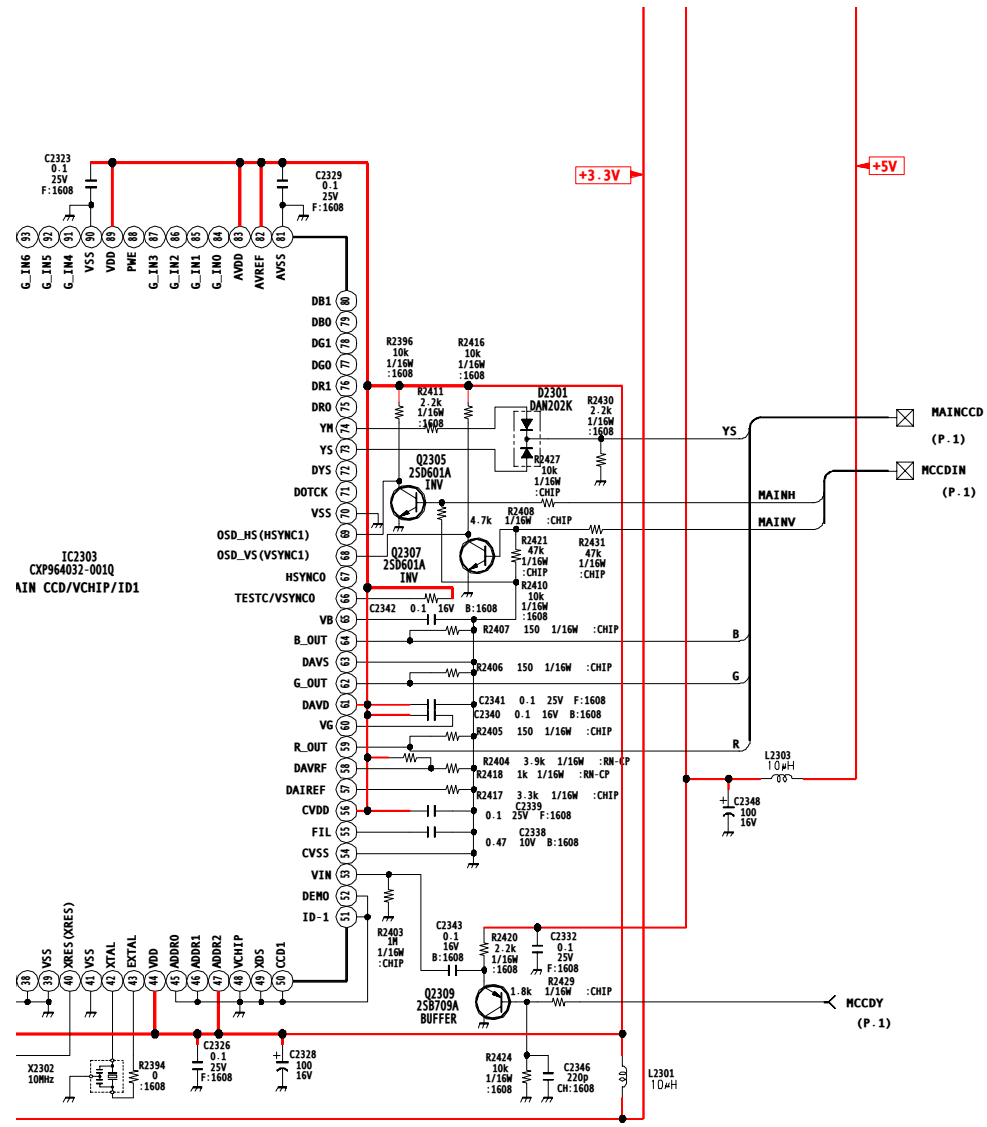 C2323
0.1
25V
F:1608
C2329
0.1
25V
F:1608
+3.3V
+5V
93
92
91
90
89
88
87
86
85
84
83
82
81
G_IN6
G_IN5
G_IN4
VSS
VDD
PWE
G_IN3
G_IN2
G_IN1
G_IN0
AVDD
AVREF
AVSS
DB1 80
DB0 79
DG1 78
DG0 77
DR1 76
DR0 75
YM 74
YS 73
DYS 72
DOTCK 71
VSS 70
OSD_HS(HSYNC1) 69
OSD_VS(VSYNC1) 68
HSYNC0 67
TESTC/VSYNC0 66
VB 65
B_OUT 64
DAVS 63
G_OUT 62
DAVD 61
VG 60
R_OUT 59
DAVRF 58
DAIREF 57
CVDD 56
FIL 55
CVSS 54
VIN 53
DEMO 52
ID-1 51
IC2303
CXP964032-001Q
AIN CCD/VCHIP/ID1
R2396
10k
1/16W
:1608
R2416
10k
1/16W
:1608
R2411
2.2k
1/16W
:1608
D2301
DAN202K
R2430
2.2k
1/16W
:1608
YS
MAINCCD
(P.1)
Q2305
2SD601A
INV
R2427
10k
1/16W
:CHIP
MAINH
MCCDIN
(P.1)
4.7k
R2408
1/16W :CHIP
MAINV
Q2307
2SD601A
INV
R2421
47k
1/16W
:CHIP
R2431
47k
1/16W
:CHIP
R2410
10k
1/16W
:1608
C2342 0.1 16V B:1608
R2407 150 1/16W :CHIP
B
R2406 150 1/16W :CHIP
G
C2341 0.1 25V F:1608
C2340 0.1 16V B:1608
R2405 150 1/16W :CHIP
R
R2404 3.9k 1/16W :RN-CP
R2418 1k 1/16W :RN-CP
R2417 3.3k 1/16W :CHIP
C2339
0.1 25V F:1608
C2338
0.47 10V B:1608
L2303
10μH
C2348
100
16V
R2403
1M
1/16W
:CHIP
C2343
0.1
16V
B:1608
R2420
2.2k
1/16W
:1608
C2332
0.1
25V
F:1608
Q2309
2SB709A
BUFFER
1.8k
R2429
1/16W :CHIP
MCCDY
(P.1)
VSS
XRES(XRES)
VSS
XTAL
EXTAL
VDD
ADDR0
ADDR1
ADDR2
VCHIP
XDS
CCD1
38
39
40
41
42
43
44
45
46
47
48
49
50
X2302
10MHz
R2394
0
:1608
C2326
0.1
25V
F:1608
C2328
100
16V
R2424
10k
1/16W
:1608
C2346
220p
CH:1608
L2301
10μH